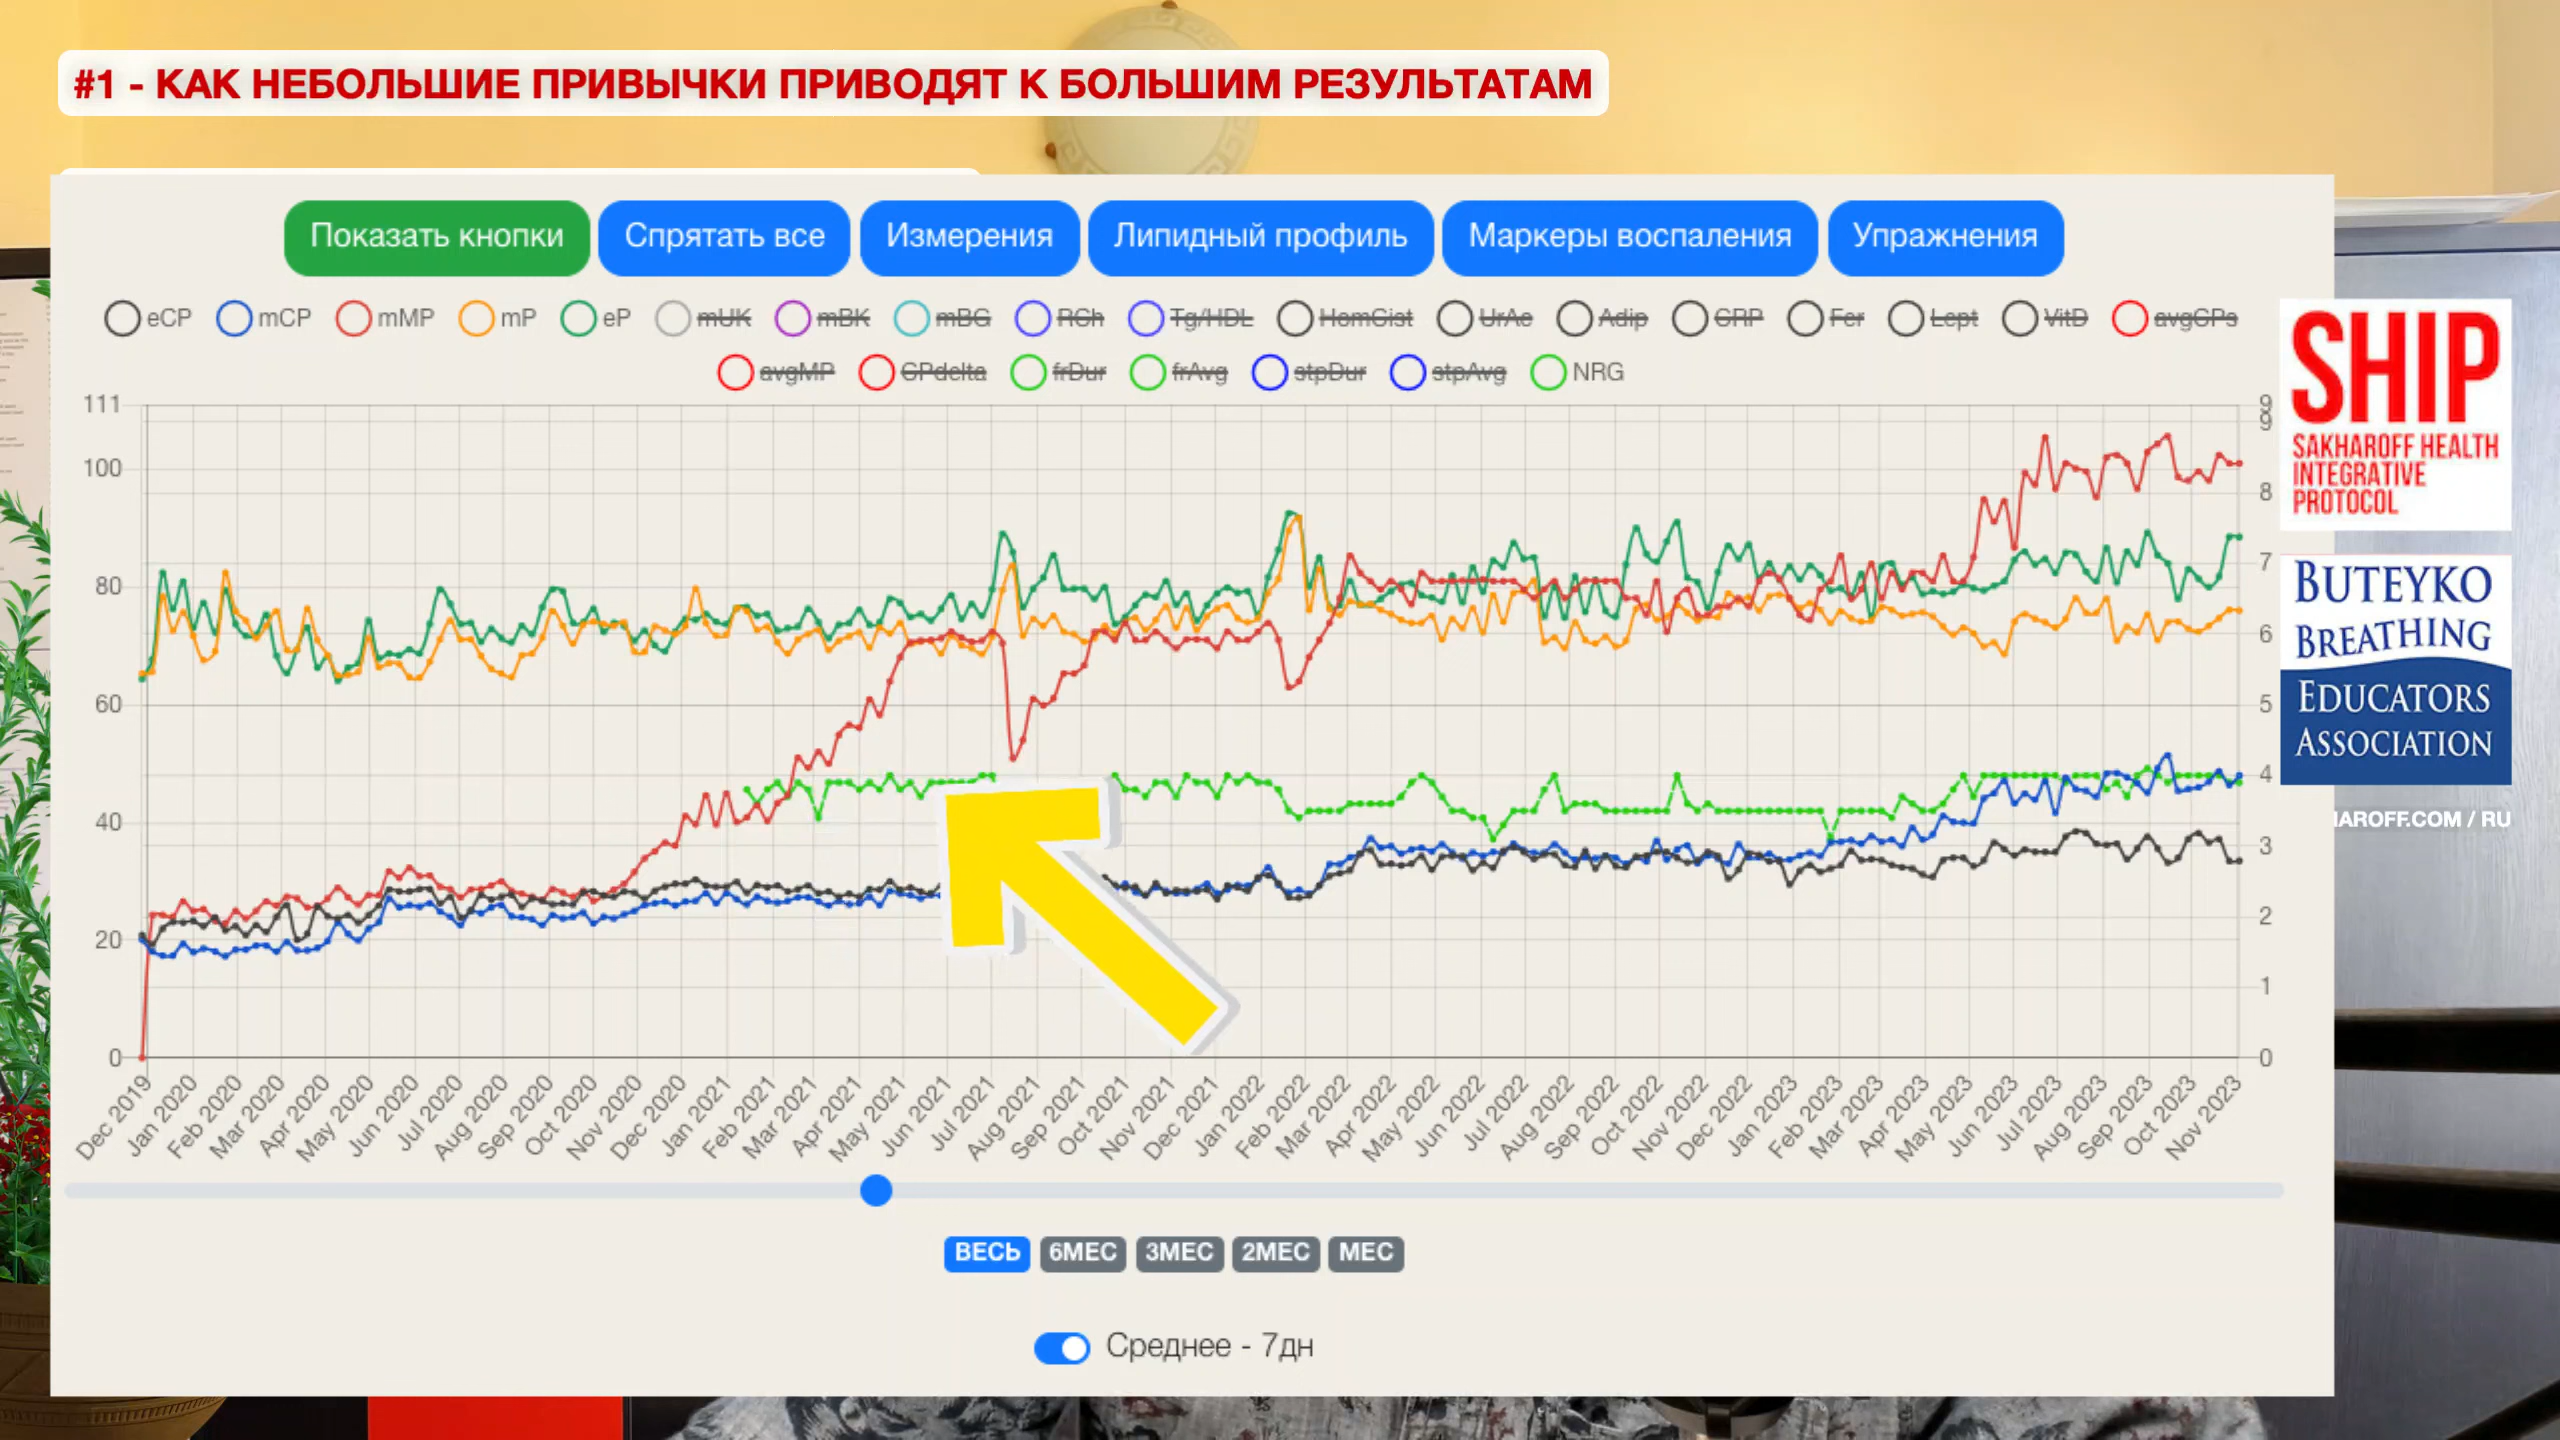 #1 - КАК НЕБОЛЬШИЕ ПРИВЫЧКИ ПРИВОДЯТ К БОЛЬШИМ РЕЗУЛЬТАТАМ
Показать кнопки Спрятать все Измерения Липидный профиль Маркеры воспаления Упражнения
eCP mCP mMP mP eP mUK mBK mBG RCh Tg/HDL HomCist UrAc Adip CRP Fer Lept VitD avgCPs
avgMP CPdelta frDur frAvg stpDur stpAvg NRG
111
100
80
60
40
20
0
9
9
8
7
6
5
4
3
2
1
0
Dec 2019 Jan 2020 Feb 2020 Mar 2020 Apr 2020 May 2020 Jun 2020 Jul 2020 Aug 2020 Sep 2020 Oct 2020 Nov 2020 Dec 2020 Jan 2021 Feb 2021 Mar 2021 Apr 2021 May 2021 Jun 2021 Jul 2021 Aug 2021 Sep 2021 Oct 2021 Nov 2021 Dec 2021 Jan 2022 Feb 2022 Mar 2022 Apr 2022 May 2022 Jun 2022 Jul 2022 Aug 2022 Sep 2022 Oct 2022 Nov 2022 Dec 2022 Jan 2023 Feb 2023 Mar 2023 Apr 2023 May 2023 Jun 2023 Jul 2023 Aug 2023 Sep 2023 Oct 2023 Nov 2023
ВЕСЬ 6МЕС 3МЕС 2МЕС МЕС
Среднее - 7дн
SHIP
SAKHAROFF HEALTH
INTEGRATIVE
PROTOCOL
BUTEYKO
BREATHING
EDUCATORS
ASSOCIATION
AROFF.COM / RU